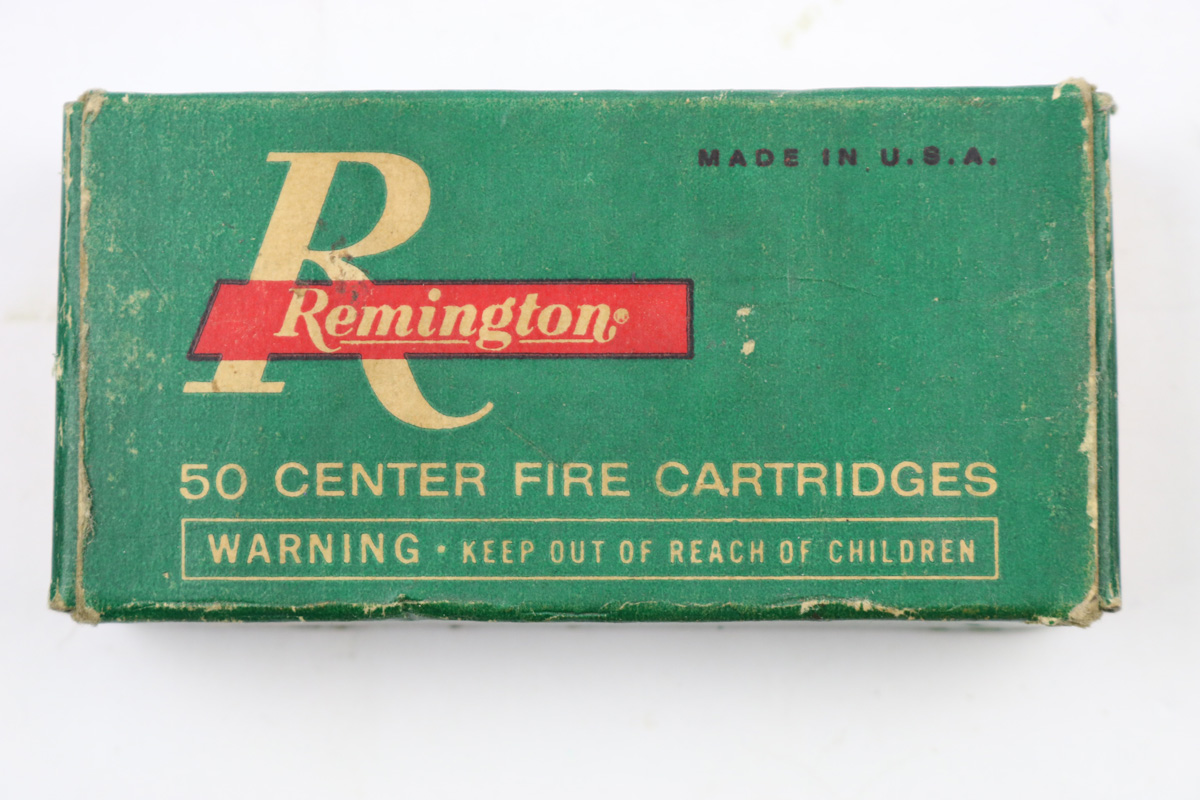 MADE IN U.S.A.
R
Remington®
50 CENTER FIRE CARTRIDGES
WARNING • KEEP OUT OF REACH OF CHILDREN